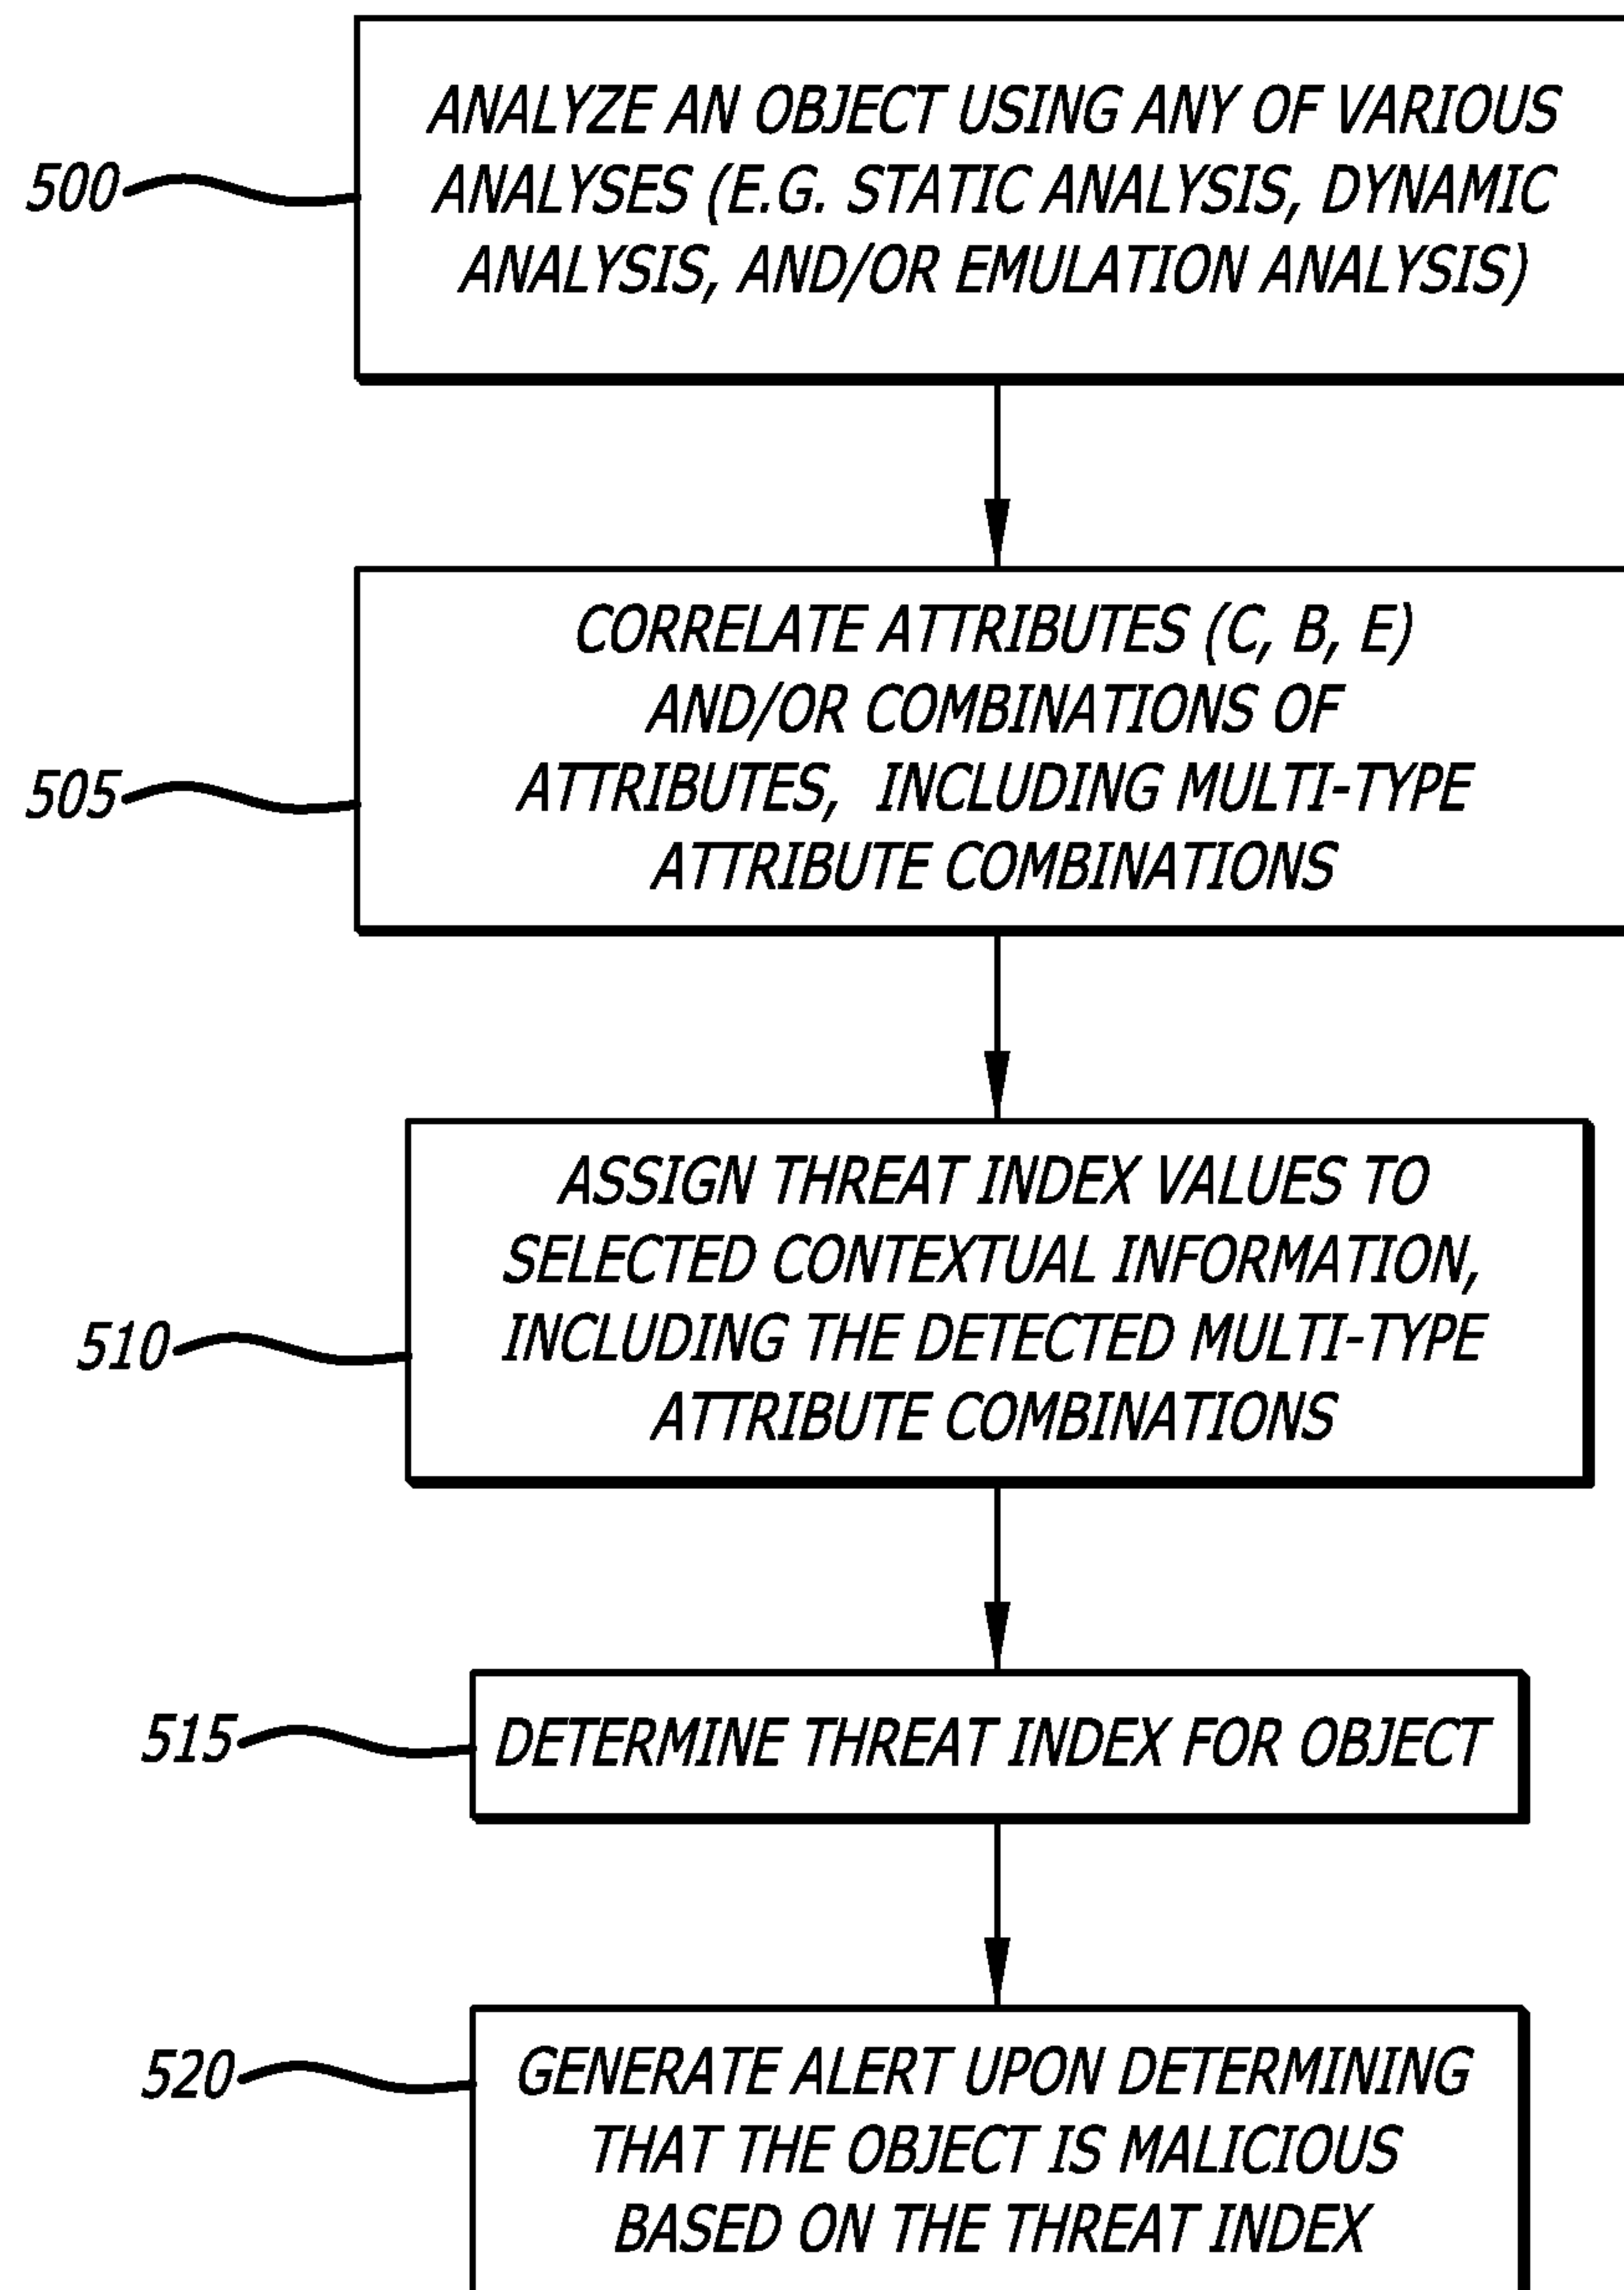 ANALYZE AN OBJECT USING ANY OF VARIOUS
ANALYSES (E.G. STATIC ANALYSIS, DYNAMIC
ANALYSIS, AND/OR EMULATION ANALYSIS)
500
CORRELATE ATTRIBUTES (C, B, E)
AND/OR COMBINATIONS OF
ATTRIBUTES, INCLUDING MULTI-TYPE
ATTRIBUTE COMBINATIONS
505
ASSIGN THREAT INDEX VALUES TO
SELECTED CONTEXTUAL INFORMATION,
INCLUDING THE DETECTED MULTI-TYPE
ATTRIBUTE COMBINATIONS
510
515
DETERMINE THREAT INDEX FOR OBJECT
520
GENERATE ALERT UPON DETERMINING
THAT THE OBJECT IS MALICIOUS
BASED ON THE THREAT INDEX